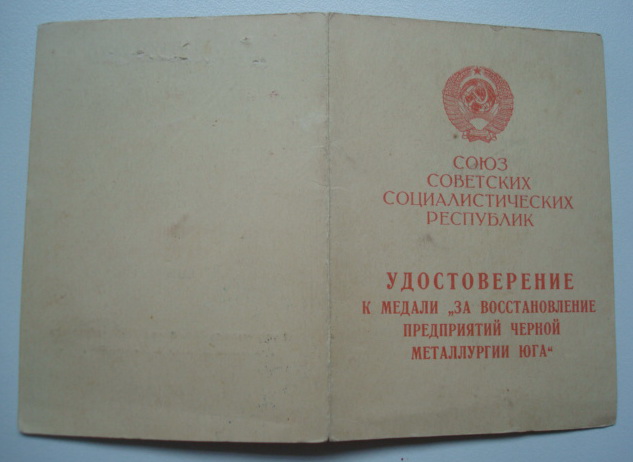 СОЮЗ
СОВЕТСКИХ
СОЦИАЛИСТИЧЕСКИХ
РЕСПУБЛИК
УДОСТОВЕРЕНИЕ
К МЕДАЛИ „ЗА ВОССТАНОВЛЕНИЕ
ПРЕДПРИЯТИЙ ЧЕРНОЙ
МЕТАЛЛУРГИИ ЮГА“